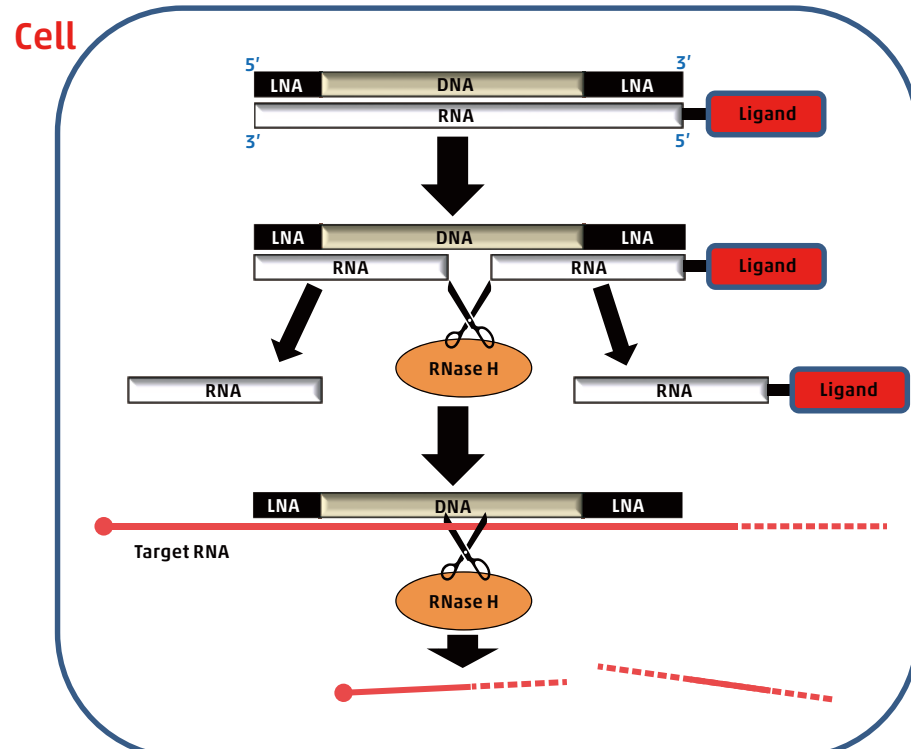 Cell
5′ 3′
LNA DNA LNA
RNA Ligand
3′ 5′
LNA DNA LNA
RNA RNA Ligand
RNase H
RNA RNA Ligand
LNA DNA LNA
Target RNA
RNase H